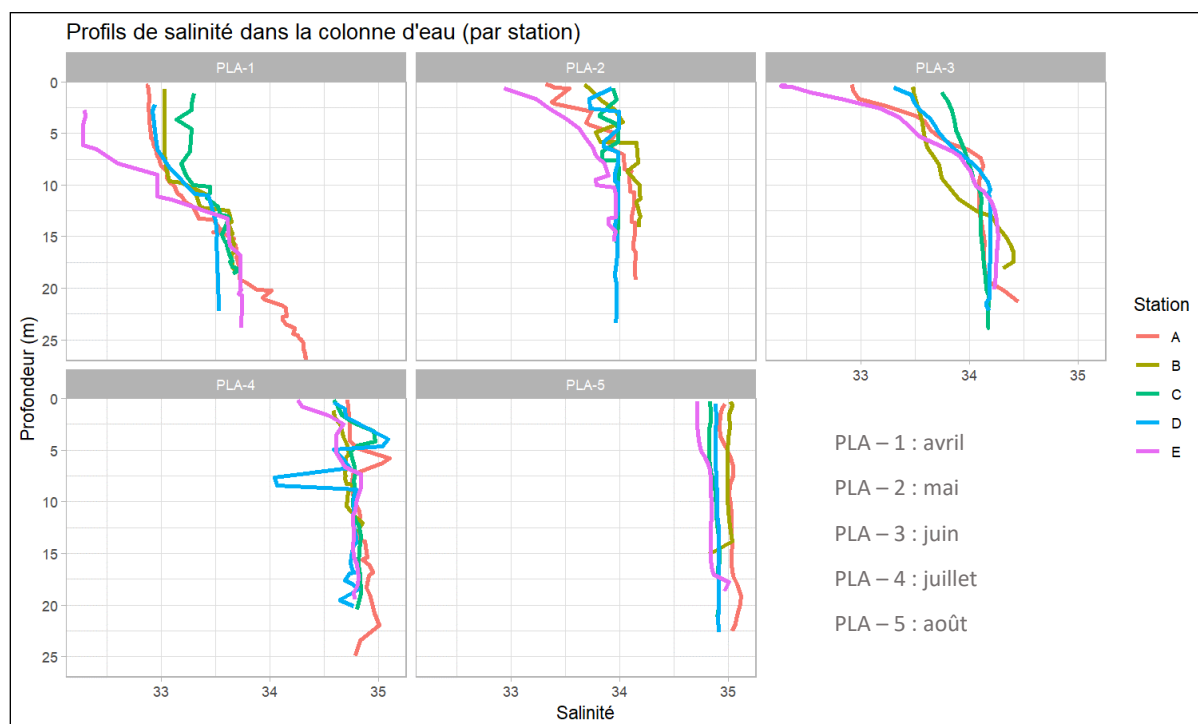 Profils de salinité dans la colonne d'eau (par station)
PLA-1
PLA-2
PLA-3
0
5
10
15
20
25
33
34
35
PLA-4
PLA-5
0
5
10
15
20
25
33
34
35
33
34
35
Profondeur (m)
Salinité
Station
A
B
C
D
E
PLA – 1 : avril
PLA – 2 : mai
PLA – 3 : juin
PLA – 4 : juillet
PLA – 5 : août